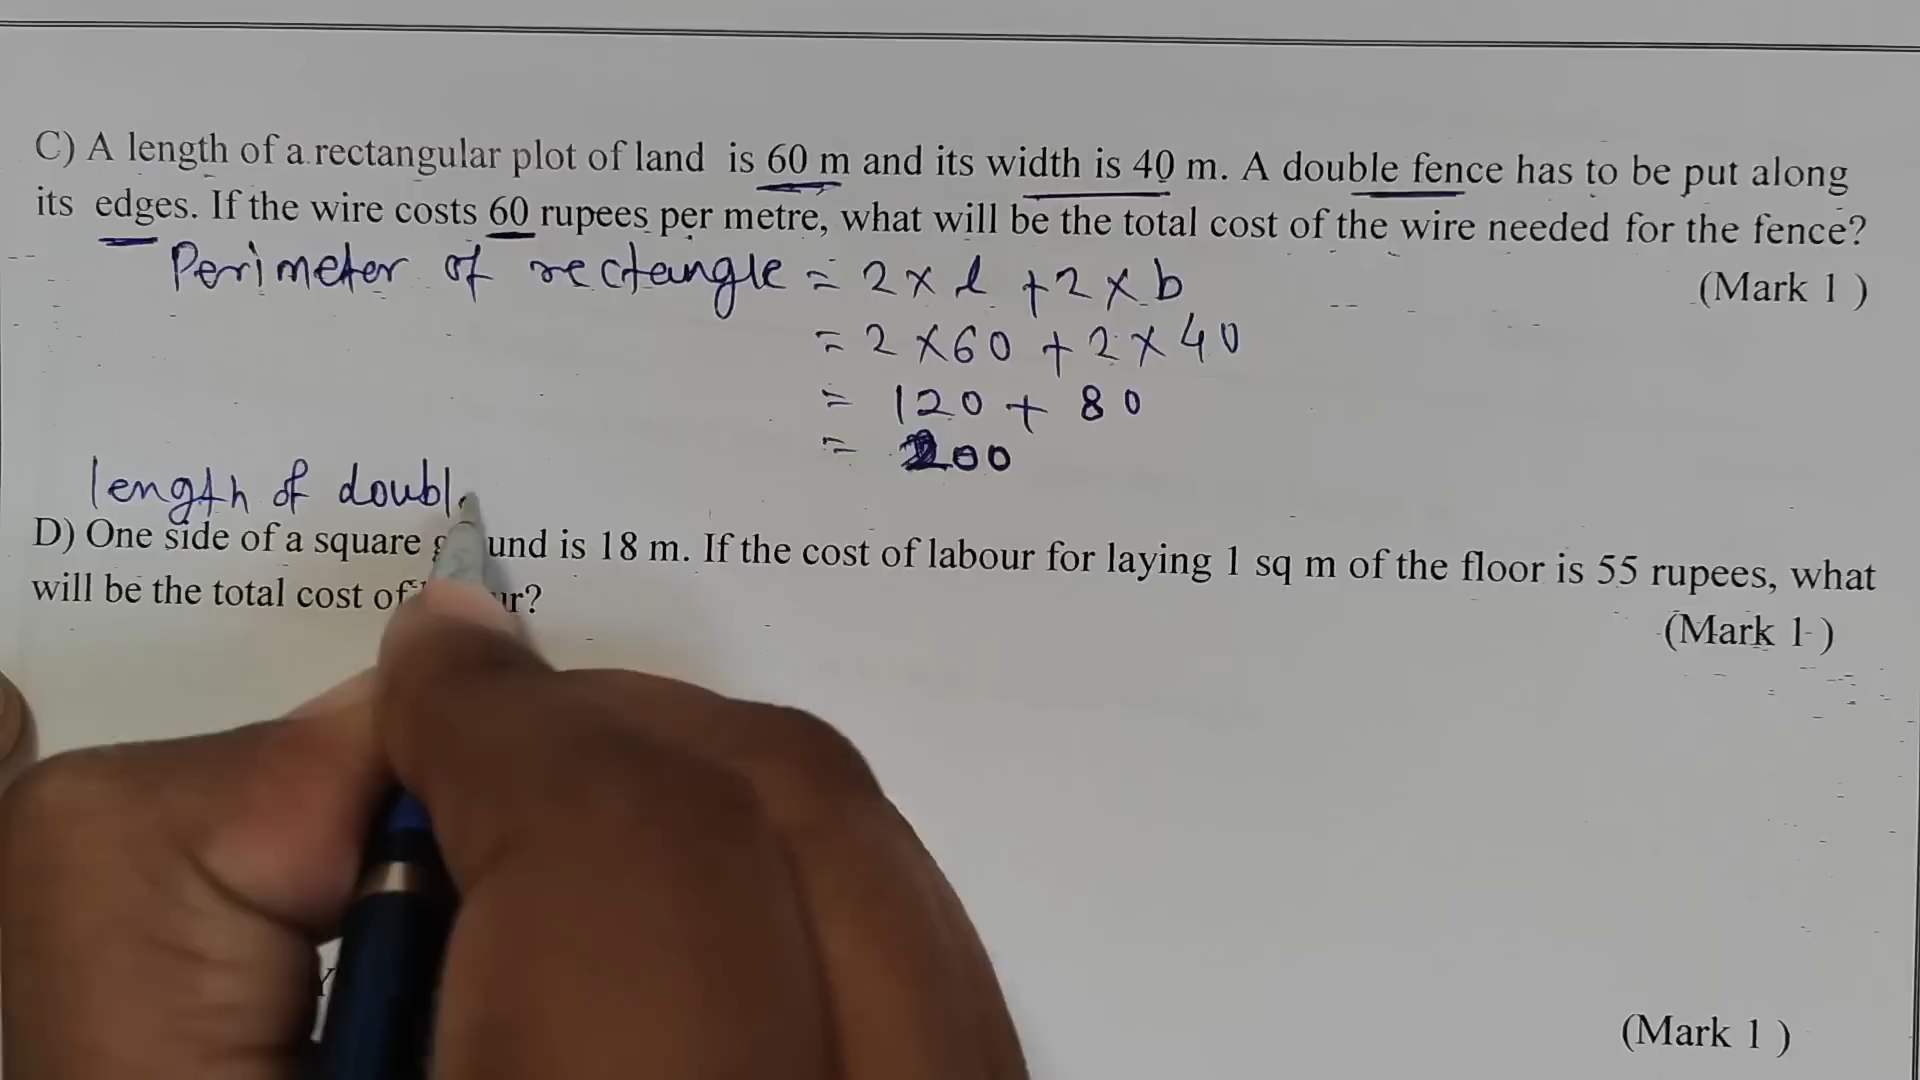 C) A length of a rectangular plot of land is 60 m and its width is 40 m. A double fence has to be put along
its edges. If the wire costs 60 rupees per metre, what will be the total cost of the wire needed for the fence?
(Mark 1 )
Perimeter of rectangle = 2 × l + 2 × b
= 2 × 60 + 2 × 40
= 120 + 80
= 200
length of doubl
D) One side of a square is 18 m. If the cost of labour for laying 1 sq m of the floor is 55 rupees, what
will be the total cost of
(Mark 1 )
(Mark 1 )